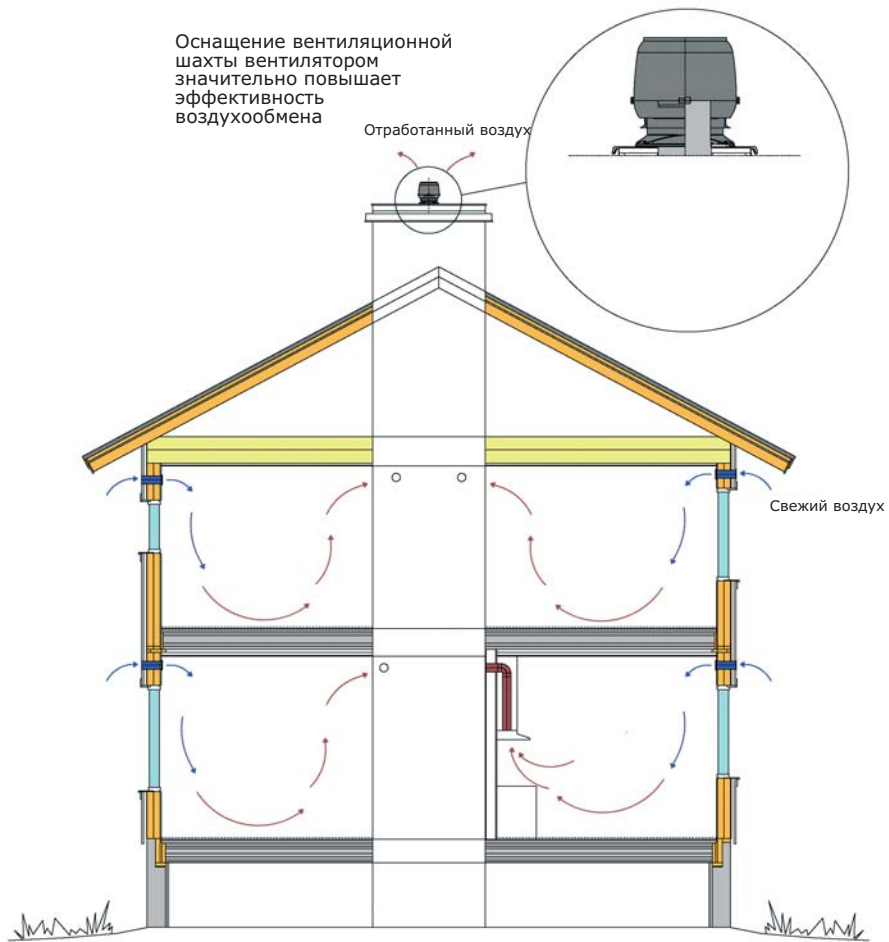 Оснащение вентиляционной
шахты вентилятором
значительно повышает
эффективность
воздухообмена
Отработанный воздух
Свежий воздух